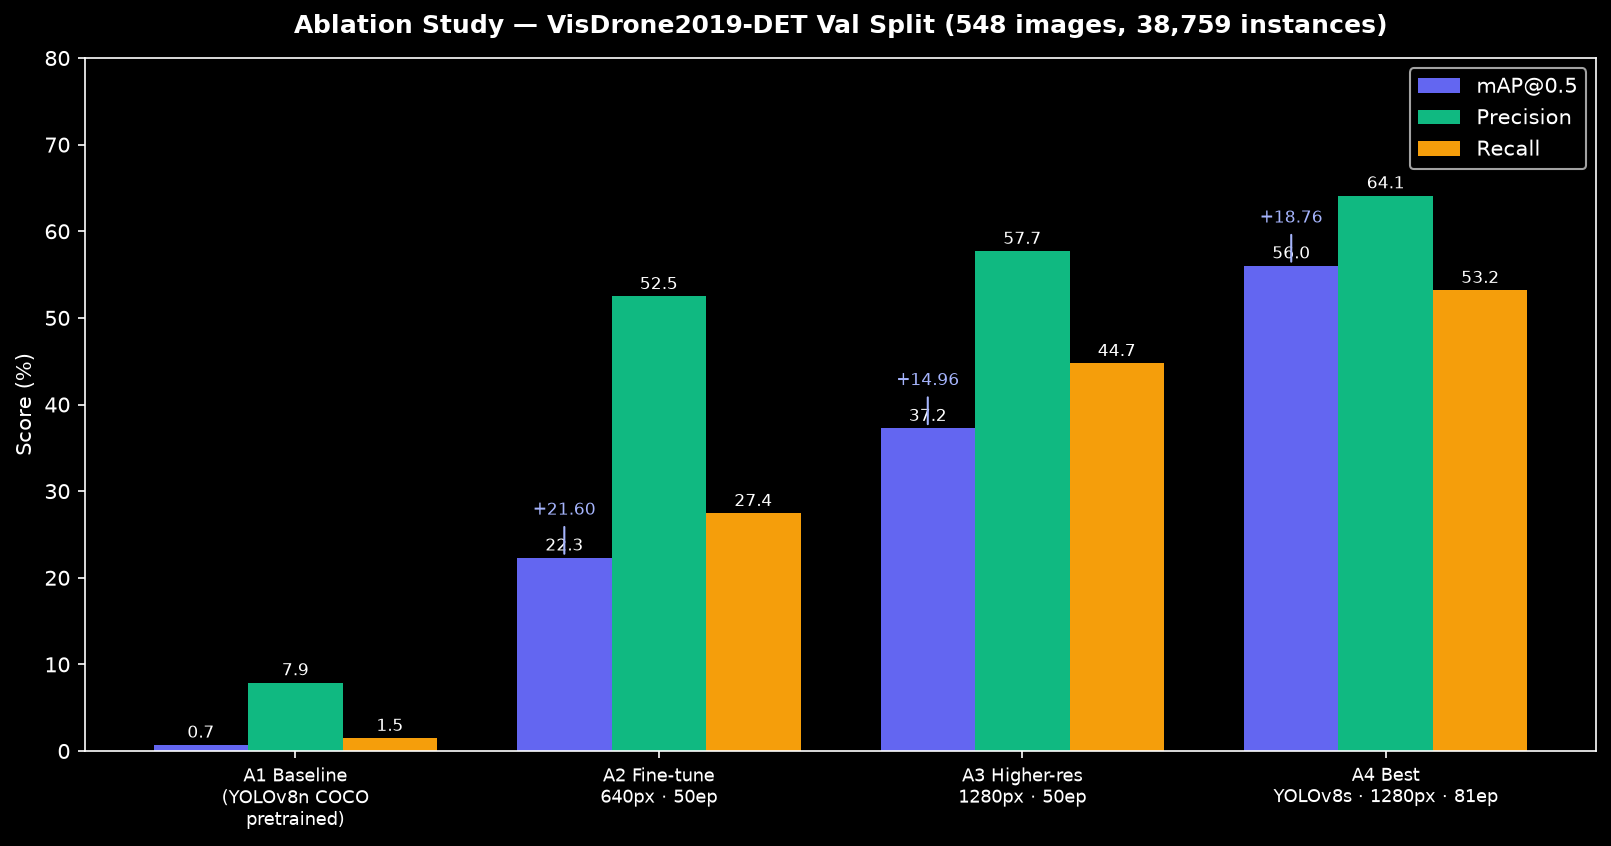 Ablation Study — VisDrone2019-DET Val Split (548 images, 38,759 instances)
80
70
60
50
40
30
20
10
0
Score (%)
mAP@0.5
Precision
Recall
0.7
7.9
1.5
+21.60
22.3
52.5
27.4
+14.96
37.2
57.7
44.7
+18.76
56.0
64.1
53.2
A1 Baseline
(YOLOv8n COCO
pretrained)
A2 Fine-tune
640px · 50ep
A3 Higher-res
1280px · 50ep
A4 Best
YOLOv8s · 1280px · 81ep